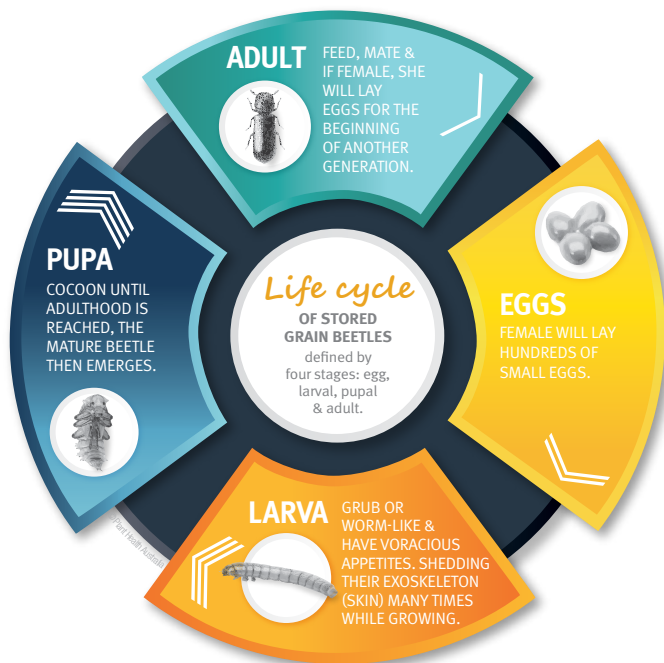 ADULT
FEED, MATE &
IF FEMALE, SHE
WILL LAY
EGGS FOR THE
BEGINNING
OF ANOTHER
GENERATION.
EGGS
FEMALE WILL LAY
HUNDREDS OF
SMALL EGGS.
LARVA
GRUB OR
WORM-LIKE &
HAVE VORACIOUS
APPETITES. SHEDDING
THEIR EXOSKELETON
(SKIN) MANY TIMES
WHILE GROWING.
PUPA
COCOON UNTIL
ADULTHOOD IS
REACHED, THE
MATURE BEETLE
THEN EMERGES.
Life cycle
OF STORED
GRAIN BEETLES
defined by
four stages: egg,
larval, pupal
& adult.
Plant Health Australia